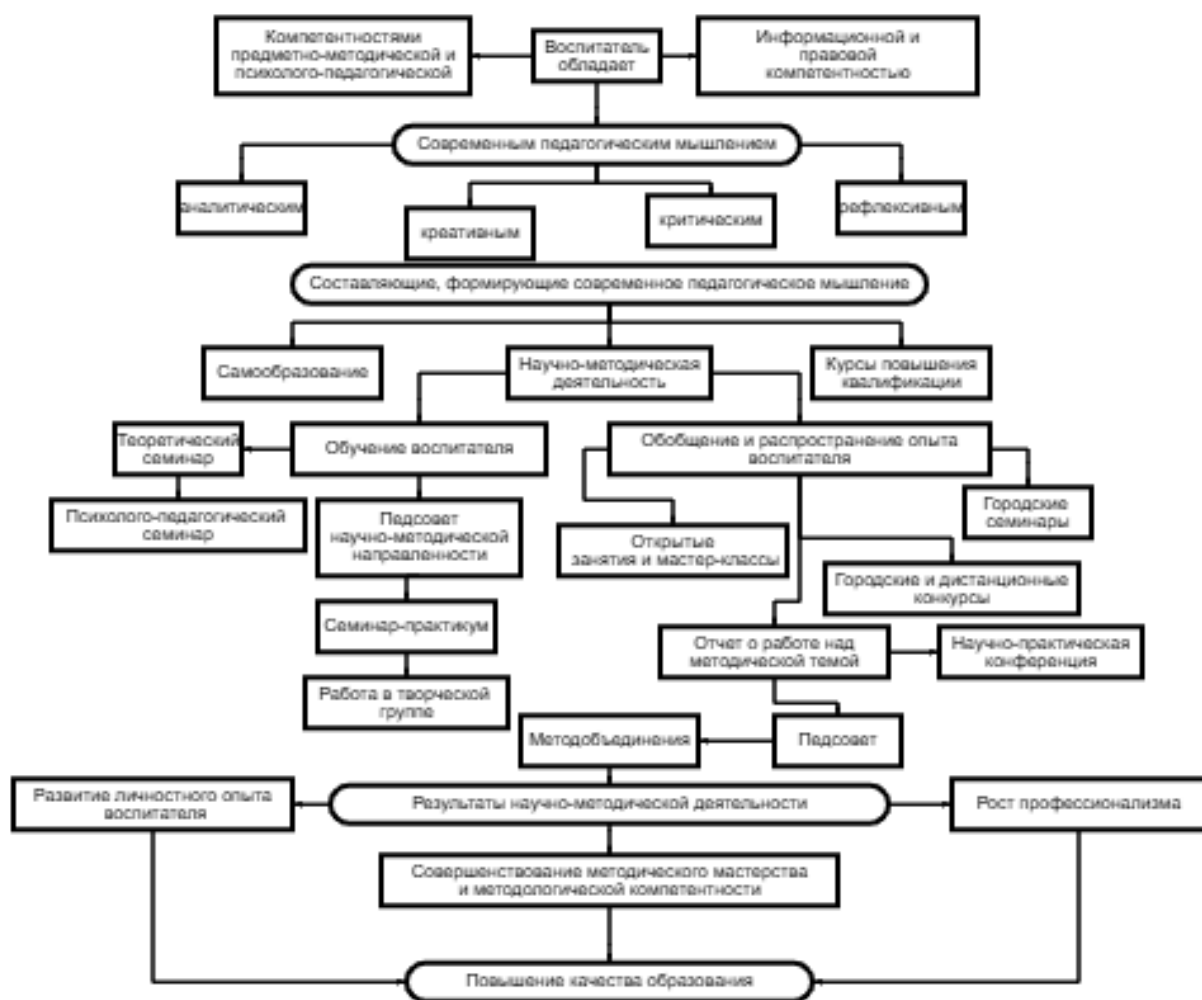 Компетентностями
предметно-методической и
психолого-педагогической
Воспитатель
обладает
Информационной и
правовой
компетентностью
Современным педагогическим мышлением
аналитическим
креативным
критическим
рефлексивным
Составляющие, формирующие современное педагогическое мышление
Самообразование
Научно-методическая
деятельность
Курсы повышения
квалификации
Теоретический
семинар
Обучение воспитателя
Обобщение и распространение опыта
воспитателя
Психолого-педагогический
семинар
Педсовет
научно-методической
направленности
Открытые
занятия и мастер-классы
Городские
семинары
Городские и дистанционные
конкурсы
Семинар-практикум
Отчет о работе над
методической темой
Научно-практическая
конференция
Работа в творческой
группе
Методобъединения
Педсовет
Развитие личностного опыта
воспитателя
Результаты научно-методической деятельности
Рост профессионализма
Совершенствование методического мастерства
и методологической компетентности
Повышение качества образования